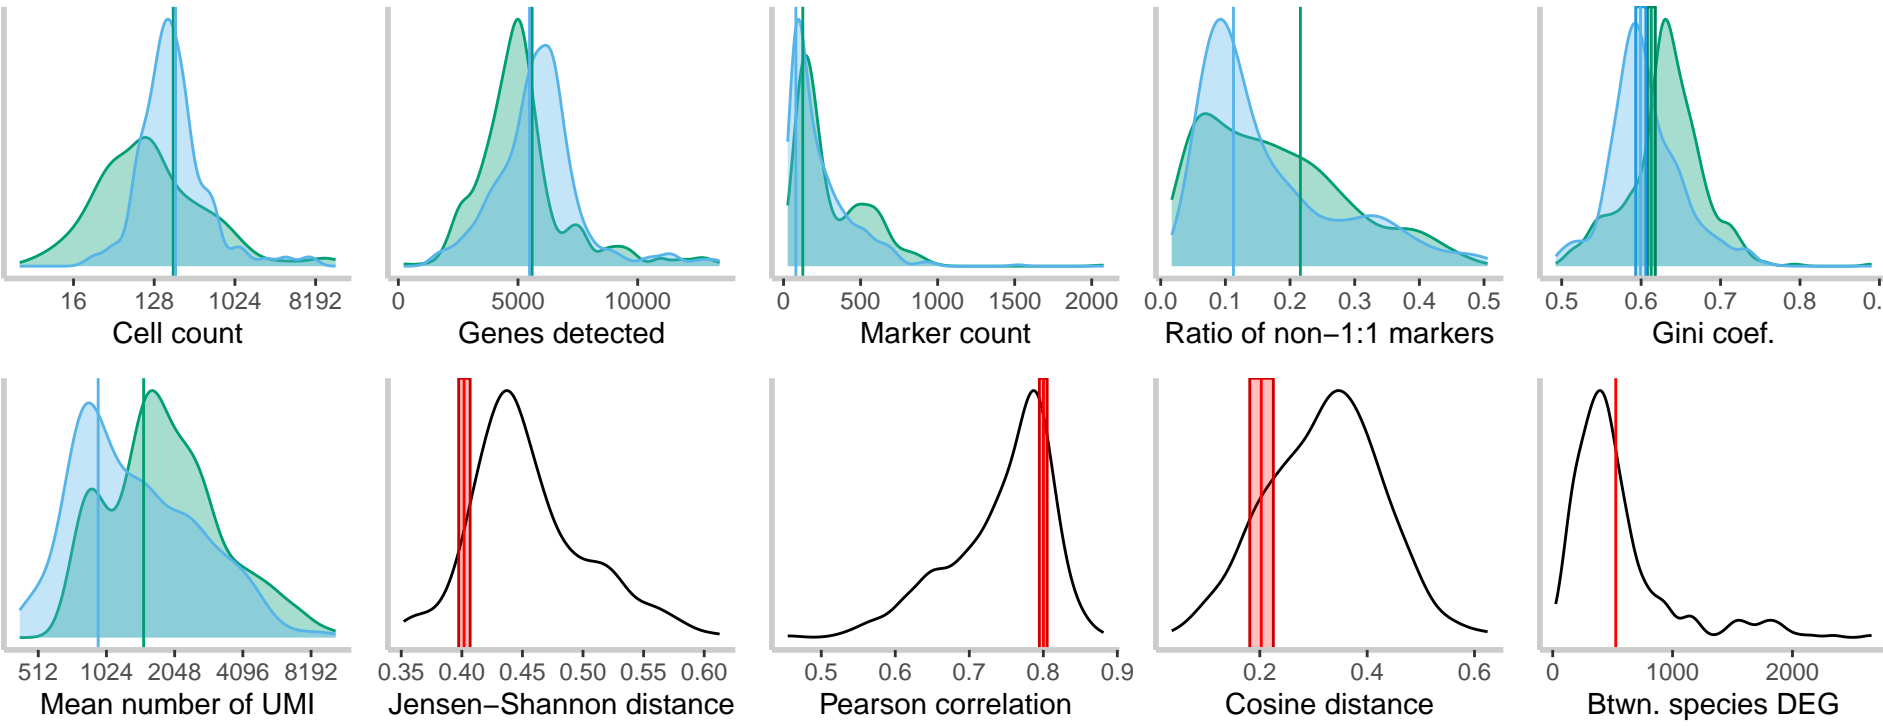 16 128 1024 8192
Cell count
0 5000 10000
Genes detected
0 500 1000 1500 2000
Marker count
0.0 0.1 0.2 0.3 0.4 0.5
Ratio of non−1:1 markers
0.5 0.6 0.7 0.8 0.
Gini coef.
512 1024 2048 4096 8192
Mean number of UMI
0.35 0.40 0.45 0.50 0.55 0.60
Jensen−Shannon distance
0.5 0.6 0.7 0.8 0.9
Pearson correlation
0.2 0.4 0.6
Cosine distance
0 1000 2000
Btwn. species DEG